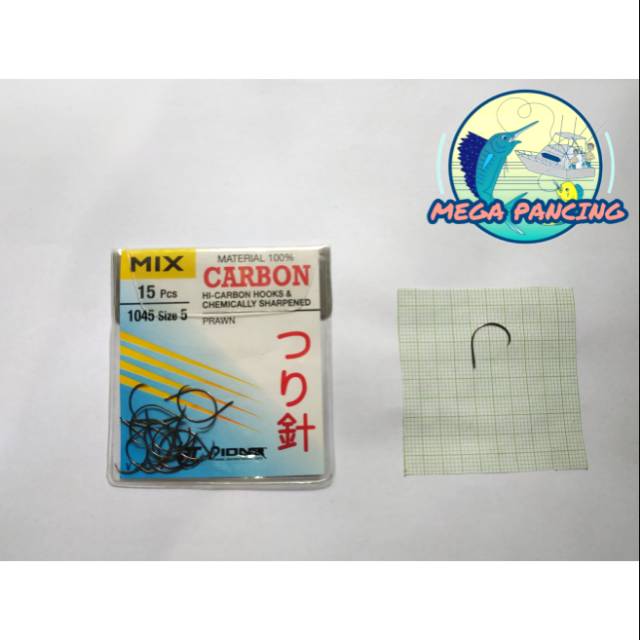 MEGA PANCING
MIX
MATERIAL 100%
CARBON
15 Pcs
HI-CARBON HOOKS &
CHEMICALLY SHARPENED
1045 Size 5
PRAWN
つり針